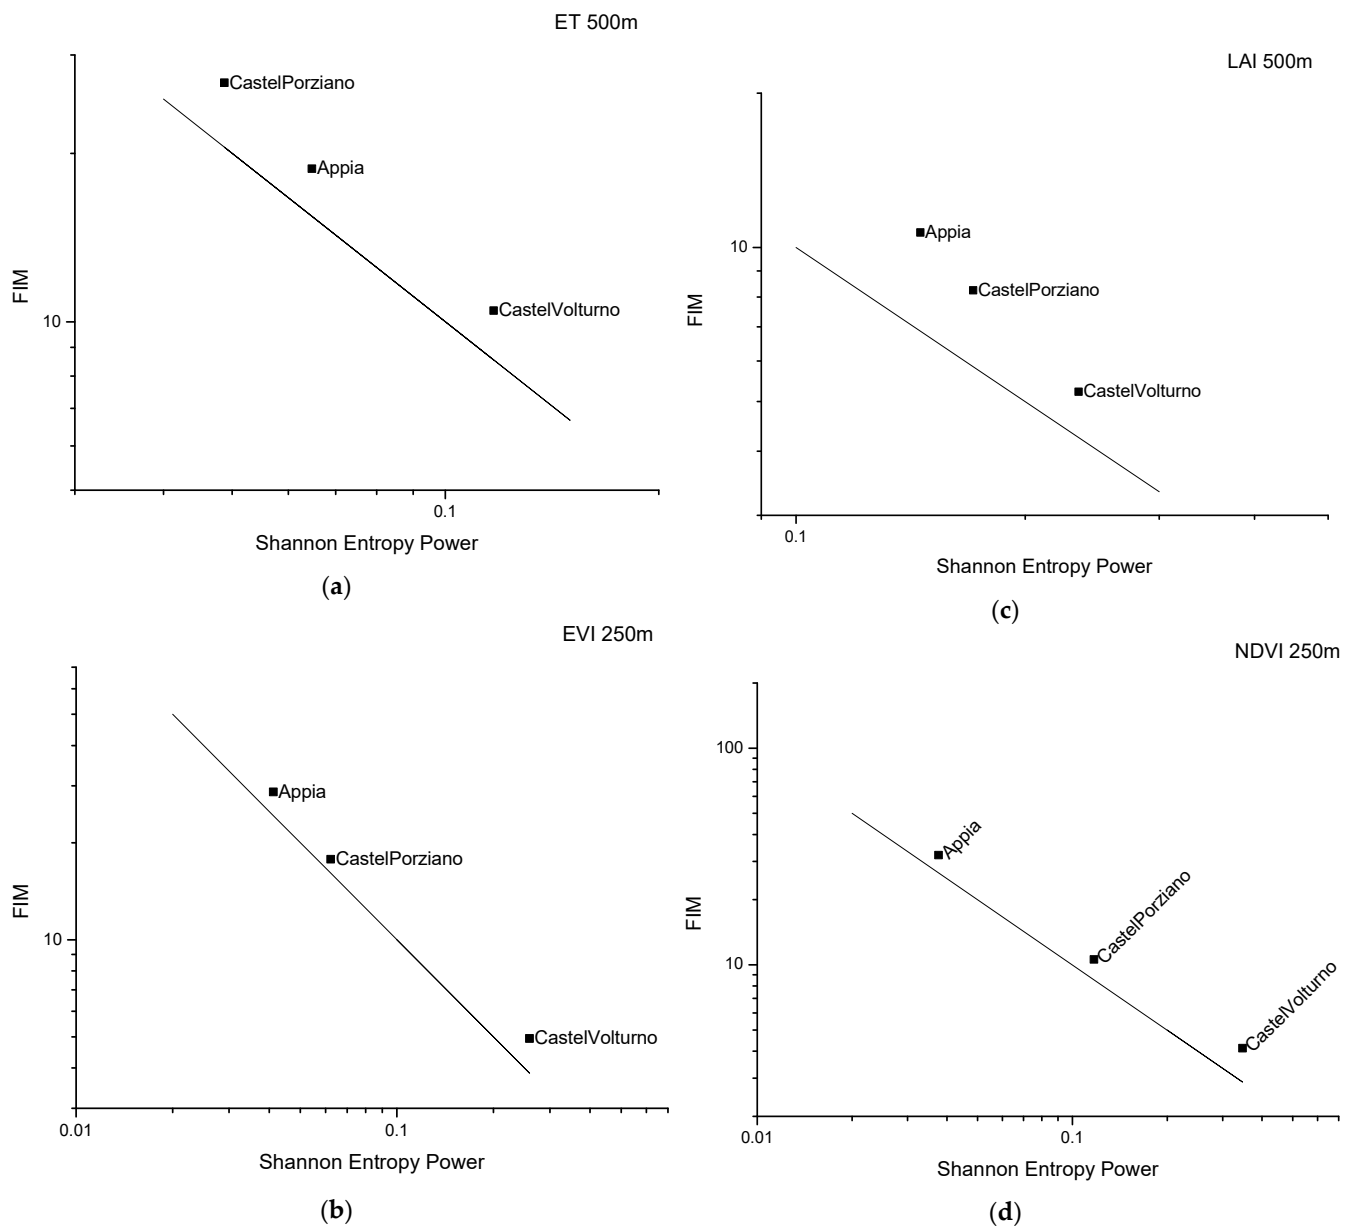 ET 500m
CastelPorziano
Appia
CastelVolturno
FIM
10
0.1
Shannon Entropy Power
(a)
LAI 500m
Appia
CastelPorziano
CastelVolturno
FIM
10
0.1
Shannon Entropy Power
(c)
EVI 250m
Appia
CastelPorziano
CastelVolturno
FIM
10
0.01
0.1
Shannon Entropy Power
(b)
NDVI 250m
100
Appia
CastelPorziano
CastelVolturno
FIM
10
0.01
0.1
Shannon Entropy Power
(d)